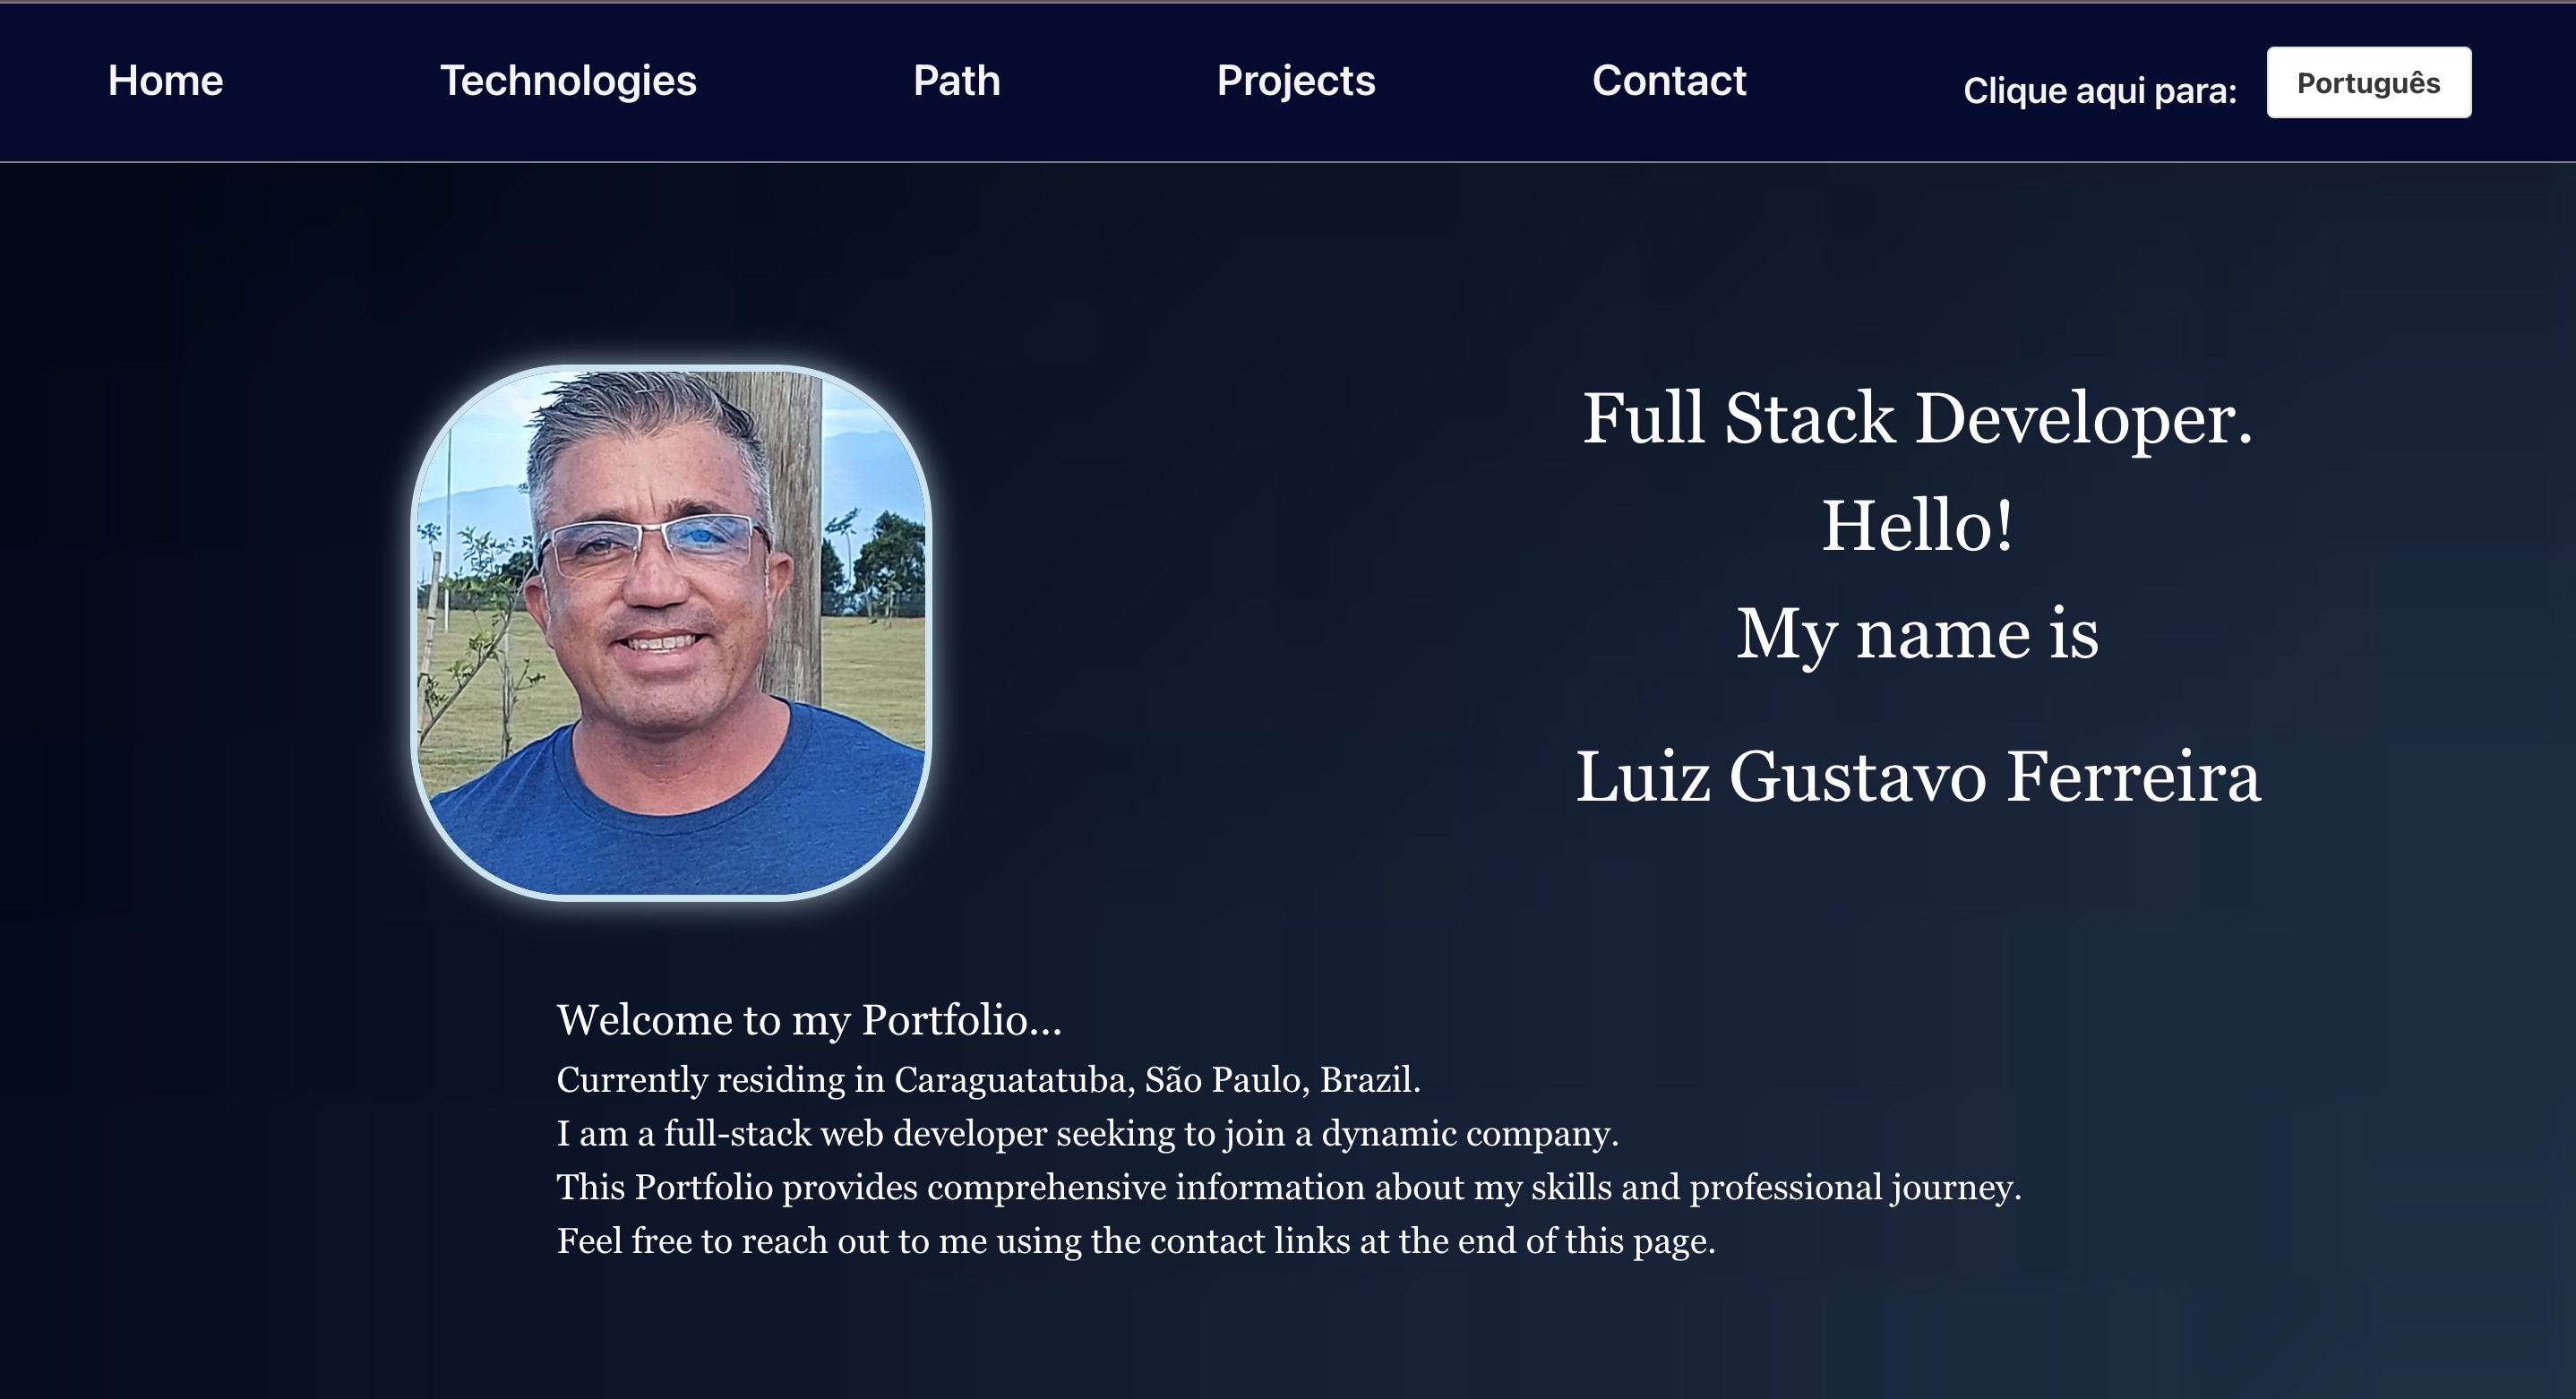 Home
Technologies
Path
Projects
Contact
Clique aqui para:
Português
Full Stack Developer.
Hello!
My name is
Luiz Gustavo Ferreira
Welcome to my Portfolio...
Currently residing in Caraguatatuba, São Paulo, Brazil.
I am a full-stack web developer seeking to join a dynamic company.
This Portfolio provides comprehensive information about my skills and professional journey.
Feel free to reach out to me using the contact links at the end of this page.